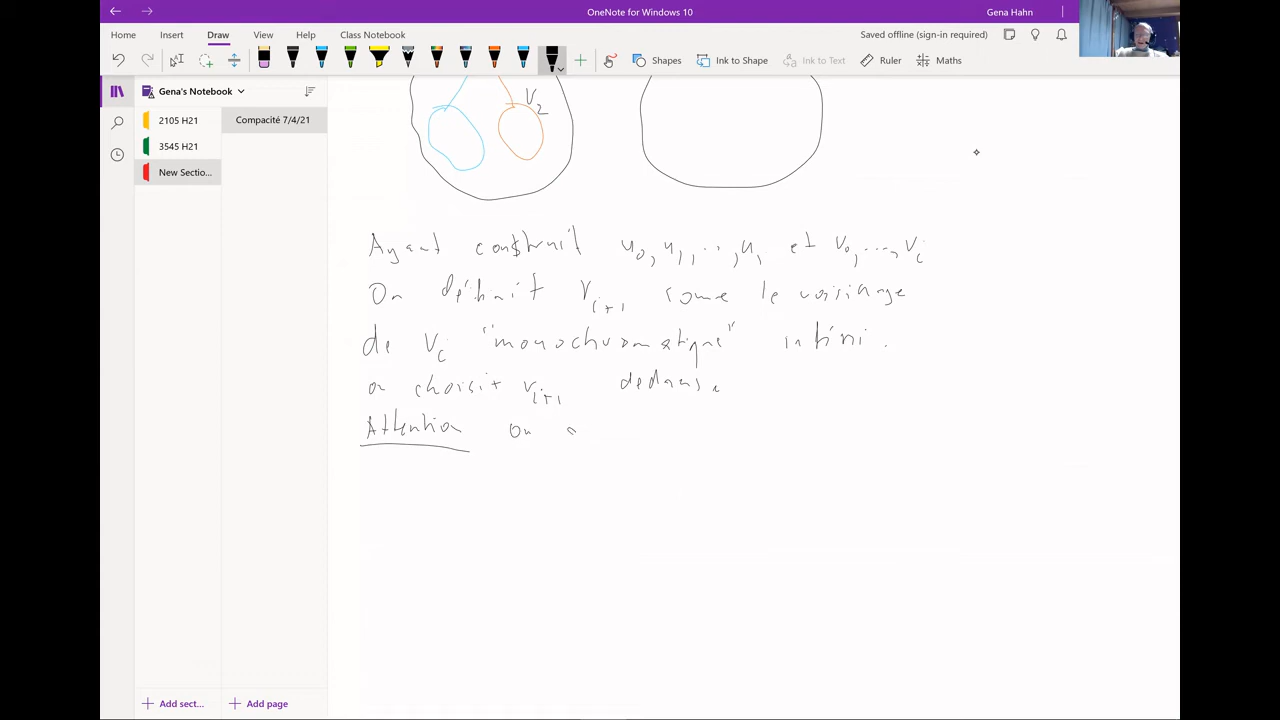 OneNote for Windows 10
Gena Hahn
Home Insert Draw View Help Class Notebook
Saved offline (sign-in required)
Shapes Ink to Shape Ink to Text Ruler Maths
Gena's Notebook
2105 H21
3545 H21
New Sectio...
Compacité 7/4/21
V2
Ayant construit u0, u1, ..., ui et V0, ..., Vi
On définit Vi+1 come le voisinage
de Vi "monochromatique" infini.
on choisit vi+1 dedans.
Attention on a
Add sect...
Add page